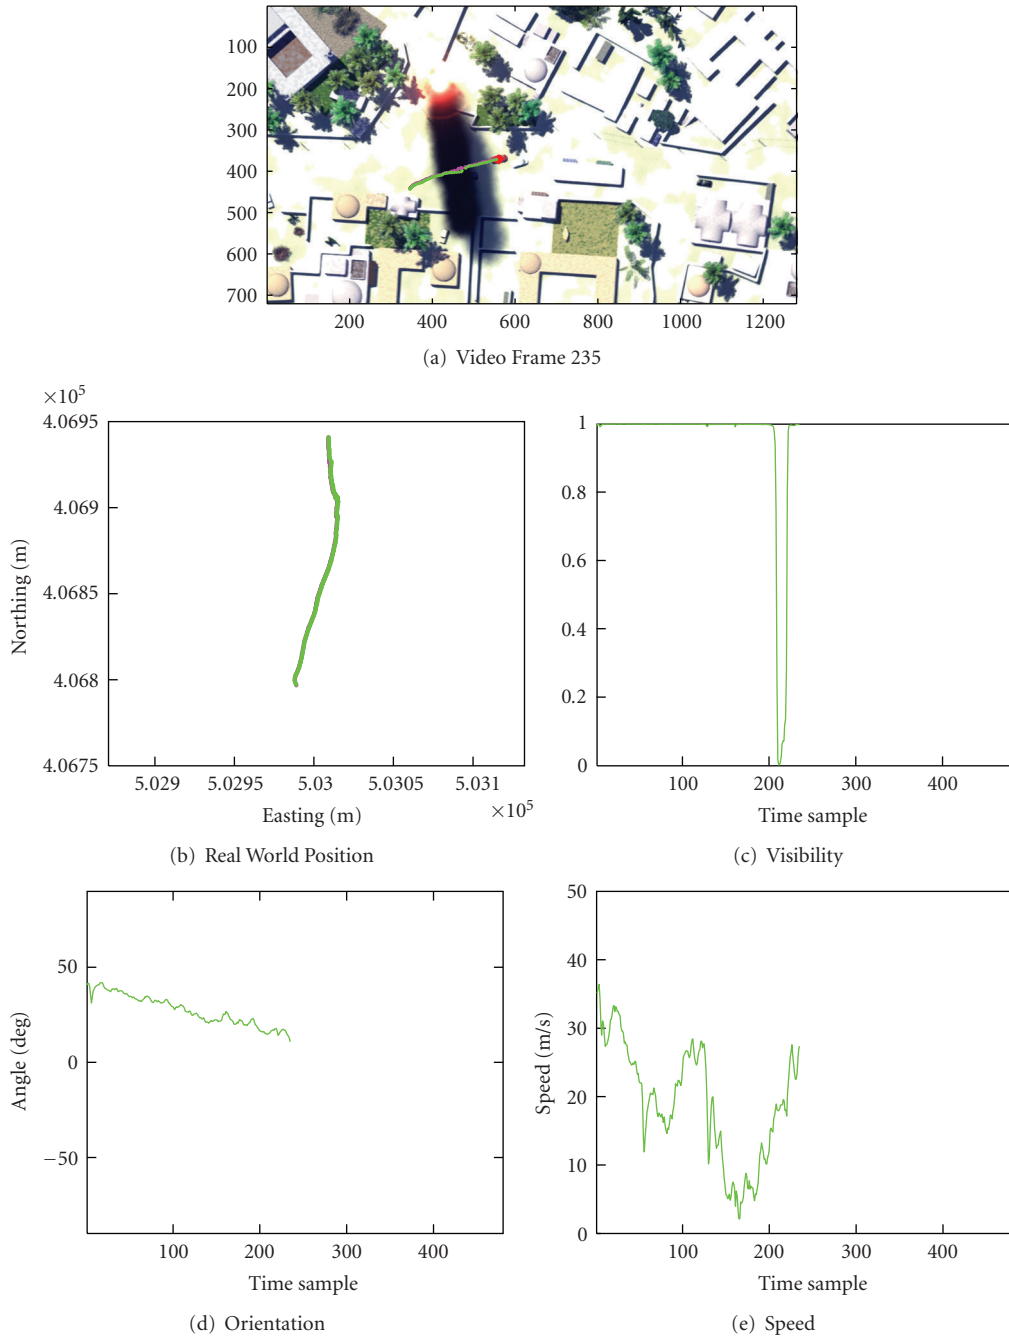 100
200
300
400
500
600
700
200 400 600 800 1000 1200
(a) Video Frame 235
×10⁵
4.0695
4.069
4.0685
4.068
4.0675
Northing (m)
5.029 5.0295 5.03 5.0305 5.031
Easting (m) ×10⁵
(b) Real World Position
1
0.8
0.6
0.4
0.2
0
100 200 300 400
Time sample
(c) Visibility
50
0
−50
Angle (deg)
100 200 300 400
Time sample
(d) Orientation
50
40
30
20
10
0
Speed (m/s)
100 200 300 400
Time sample
(e) Speed